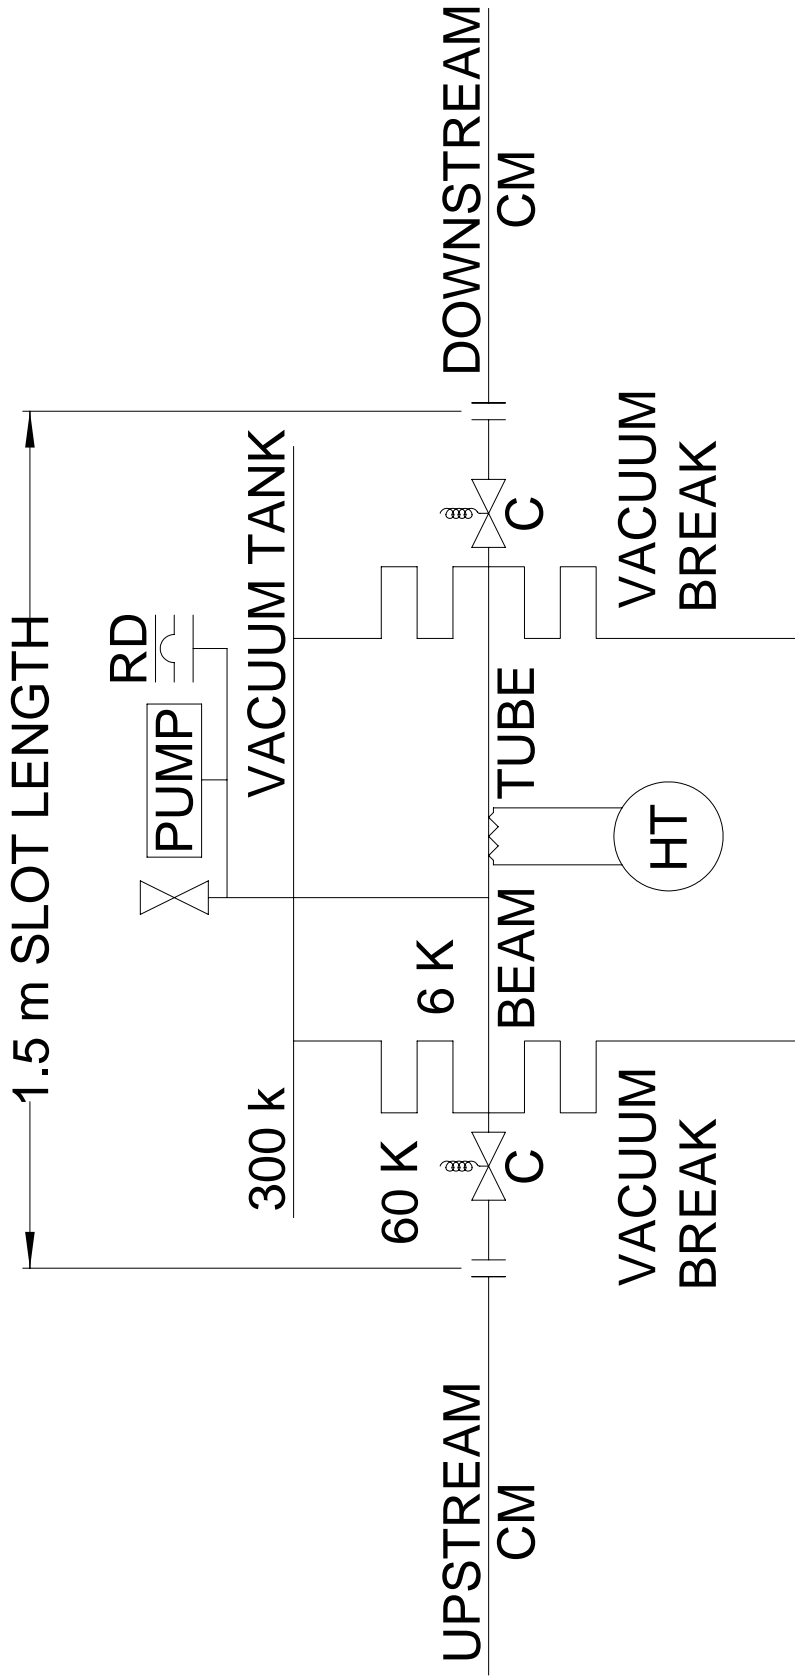 1.5 m SLOT LENGTH
RD
PUMP
300 k
VACUUM TANK
60 K
6 K
UPSTREAM
CM
C
BEAM
TUBE
C
DOWNSTREAM
CM
HT
VACUUM
BREAK
VACUUM
BREAK